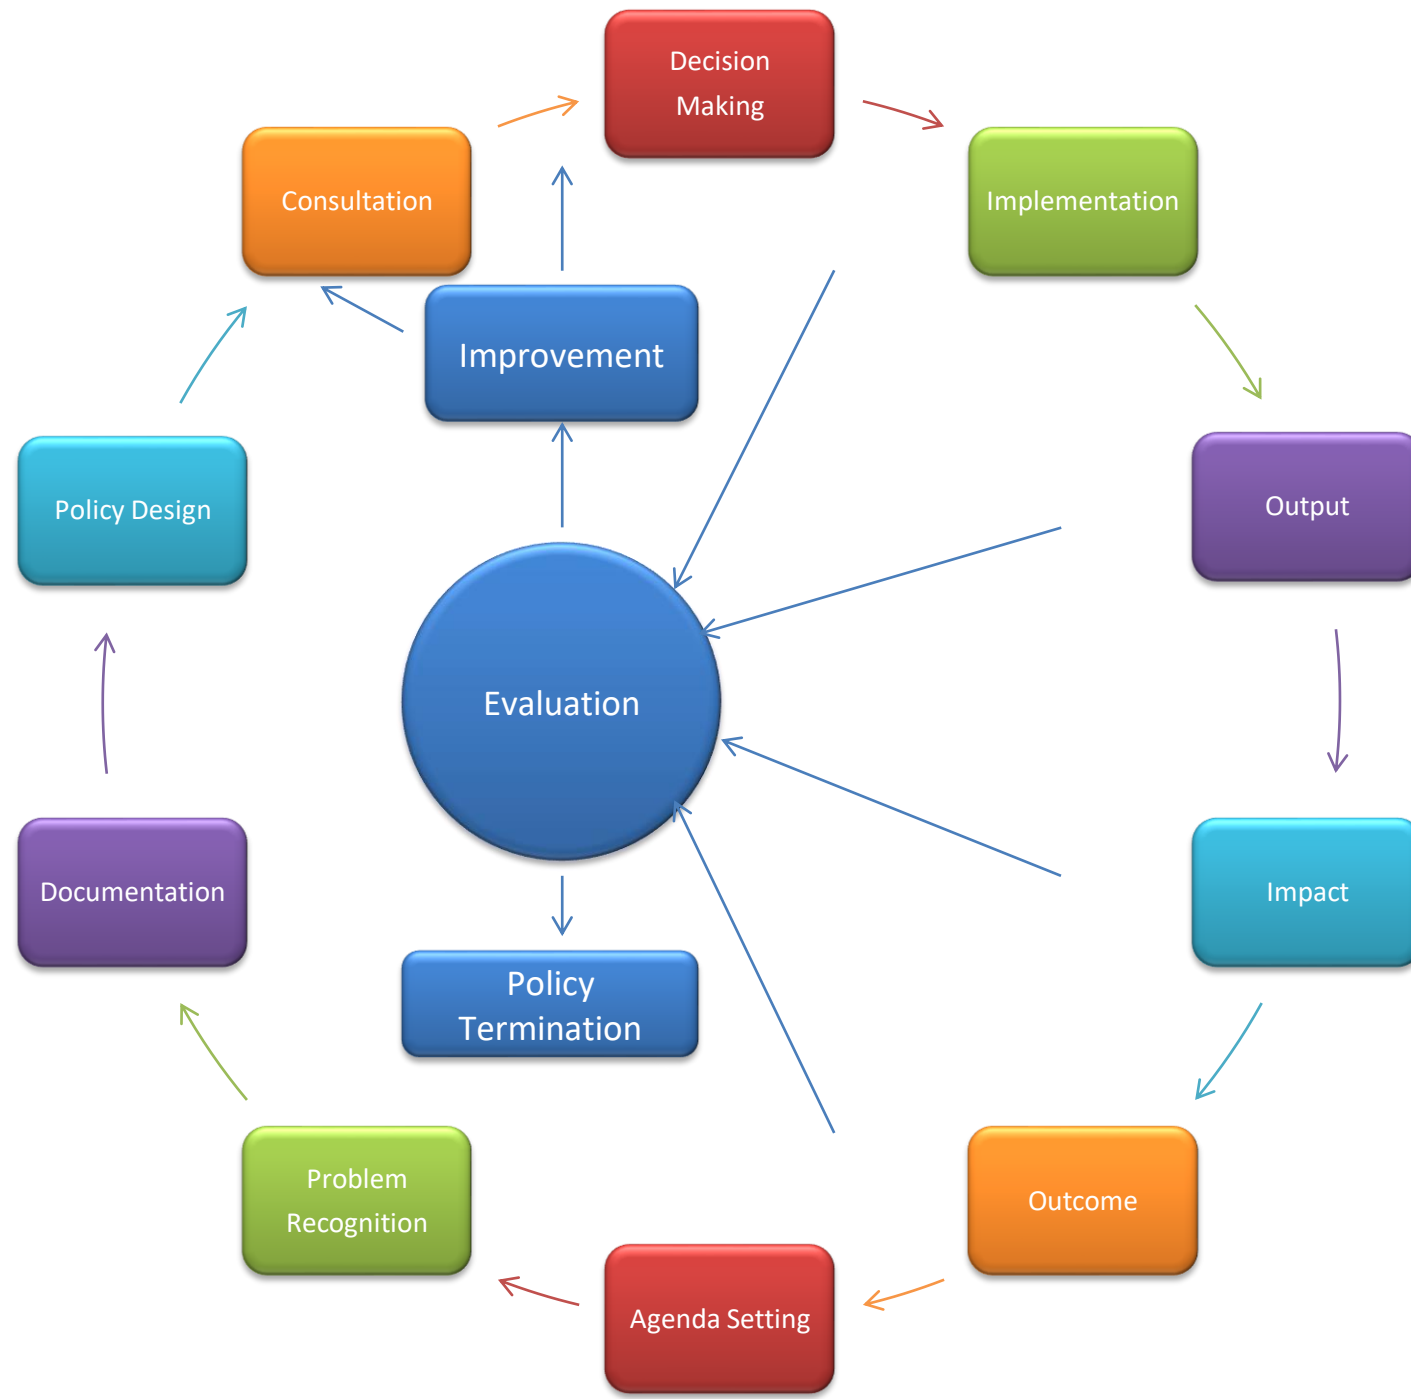 Decision
Making
Consultation
Implementation
Improvement
Policy Design
Output
Evaluation
Documentation
Impact
Policy
Termination
Problem
Recognition
Outcome
Agenda Setting